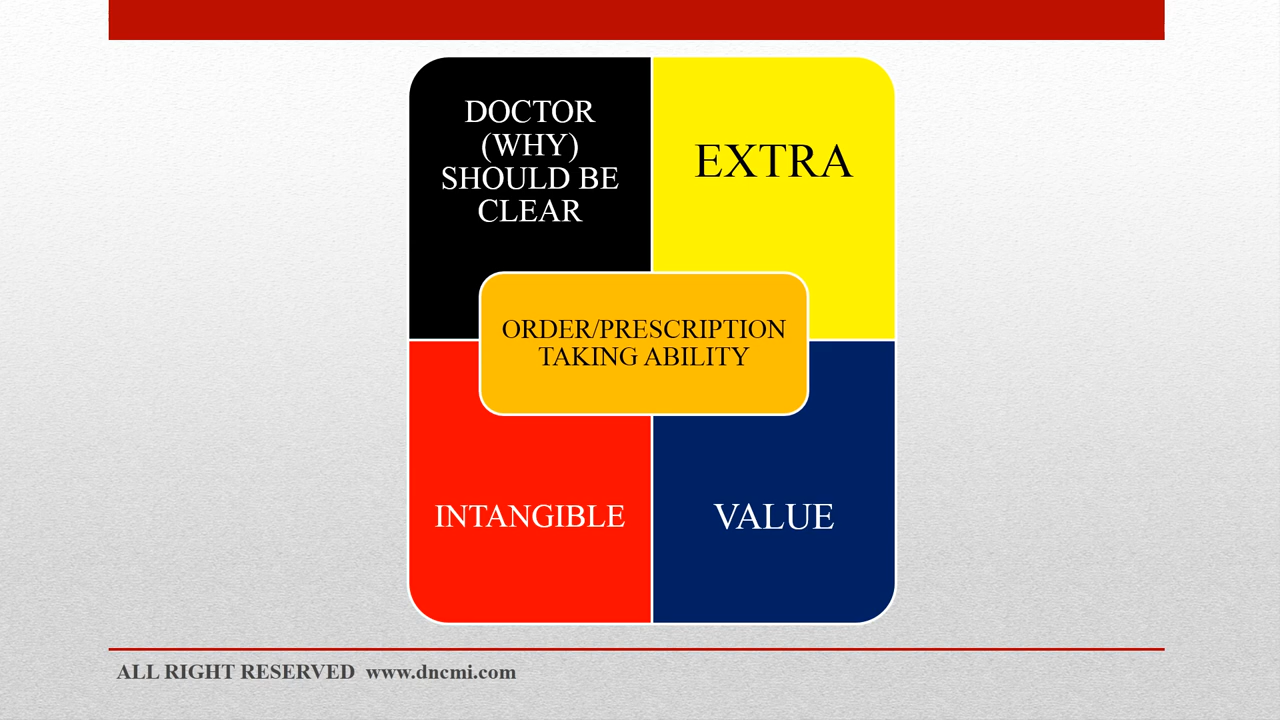 DOCTOR
(WHY)
SHOULD BE
CLEAR
EXTRA
ORDER/PRESCRIPTION
TAKING ABILITY
INTANGIBLE
VALUE
ALL RIGHT RESERVED www.dncmi.com